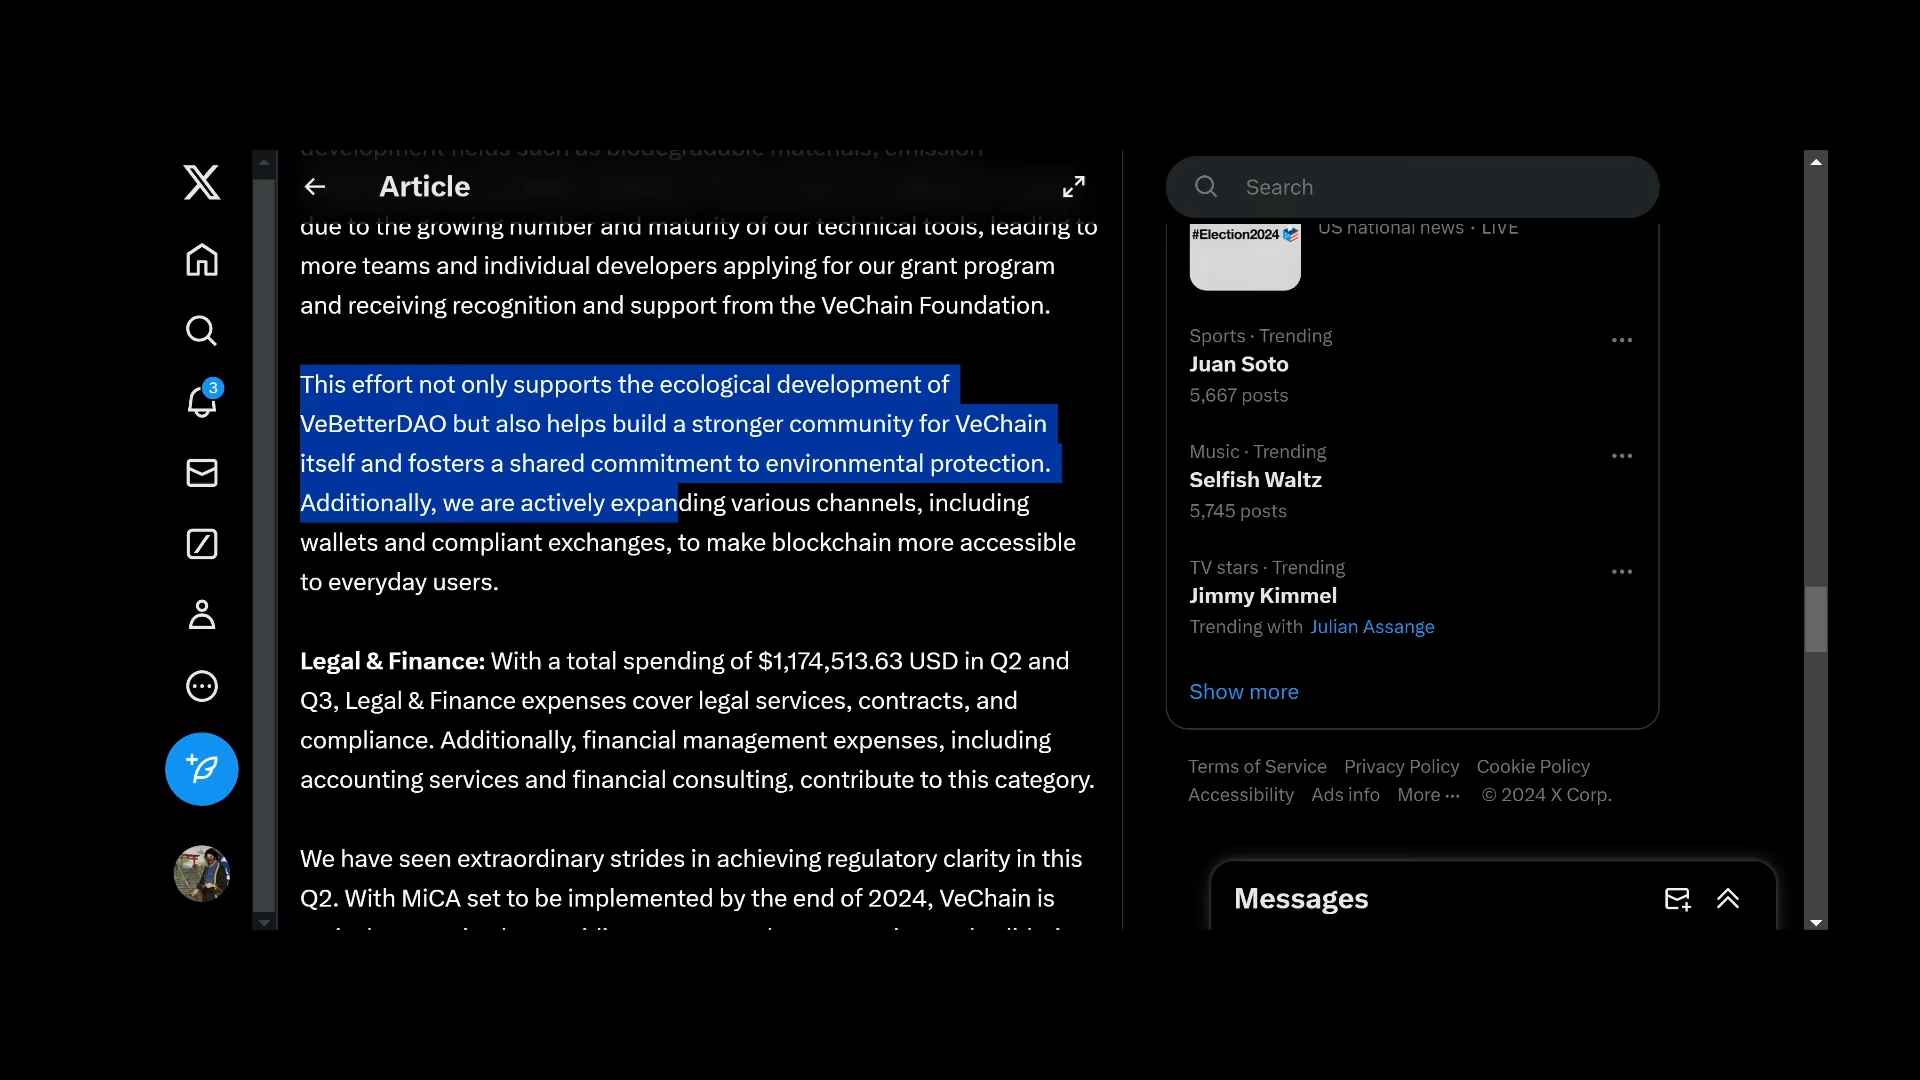 Article
due to the growing number and maturity of our technical tools, leading to
more teams and individual developers applying for our grant program
and receiving recognition and support from the VeChain Foundation.
This effort not only supports the ecological development of
VeBetterDAO but also helps build a stronger community for VeChain
itself and fosters a shared commitment to environmental protection.
Additionally, we are actively expanding various channels, including
wallets and compliant exchanges, to make blockchain more accessible
to everyday users.
Legal & Finance: With a total spending of $1,174,513.63 USD in Q2 and
Q3, Legal & Finance expenses cover legal services, contracts, and
compliance. Additionally, financial management expenses, including
accounting services and financial consulting, contribute to this category.
We have seen extraordinary strides in achieving regulatory clarity in this
Q2. With MiCA set to be implemented by the end of 2024, VeChain is
3
Search
#Election2024
US national news · LIVE
Sports · Trending
Juan Soto
5,667 posts
Music · Trending
Selfish Waltz
5,745 posts
TV stars · Trending
Jimmy Kimmel
Trending with Julian Assange
Show more
Terms of Service Privacy Policy Cookie Policy
Accessibility Ads info More ··· © 2024 X Corp.
Messages